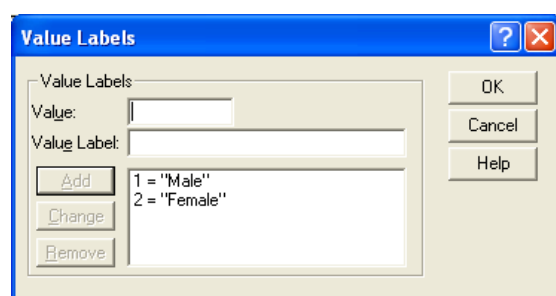 Value Labels
Value Labels
OK
Value:
Cancel
Value Label:
Help
Add
1 = "Male"
2 = "Female"
Change
Remove